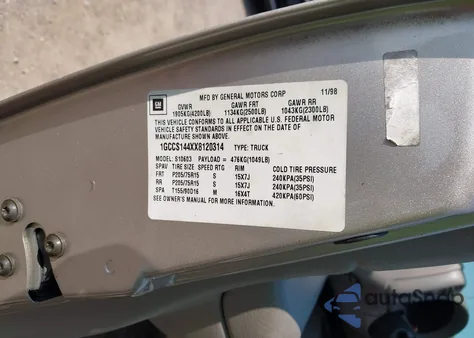 MFD BY GENERAL MOTORS CORP 11/98
GM GVWR GAWR FRT GAWR RR
1905KG(4200LB) 1134KG(2500LB) 1043KG(2300LB)
THIS VEHICLE CONFORMS TO ALL APPLICABLE U.S. FEDERAL MOTOR
VEHICLE SAFETY STANDARDS IN EFFECT ON THE DATE OF
MANUFACTURE SHOWN ABOVE.
1GCCS144XX8120314 TYPE: TRUCK
MODEL: S10603 PAYLOAD = 476KG(1049LB)
SPAV TIRE SIZE SPEED RTG RIM COLD TIRE PRESSURE
FRT P205/75R15 S 15X7J 240KPA(35PSI)
RR P205/75R15 S 15X7J 240KPA(35PSI)
SPA T155/90D16 M 16X4T 420KPA(60PSI)
SEE OWNER'S MANUAL FOR MORE INFORMATION.
autoSnob